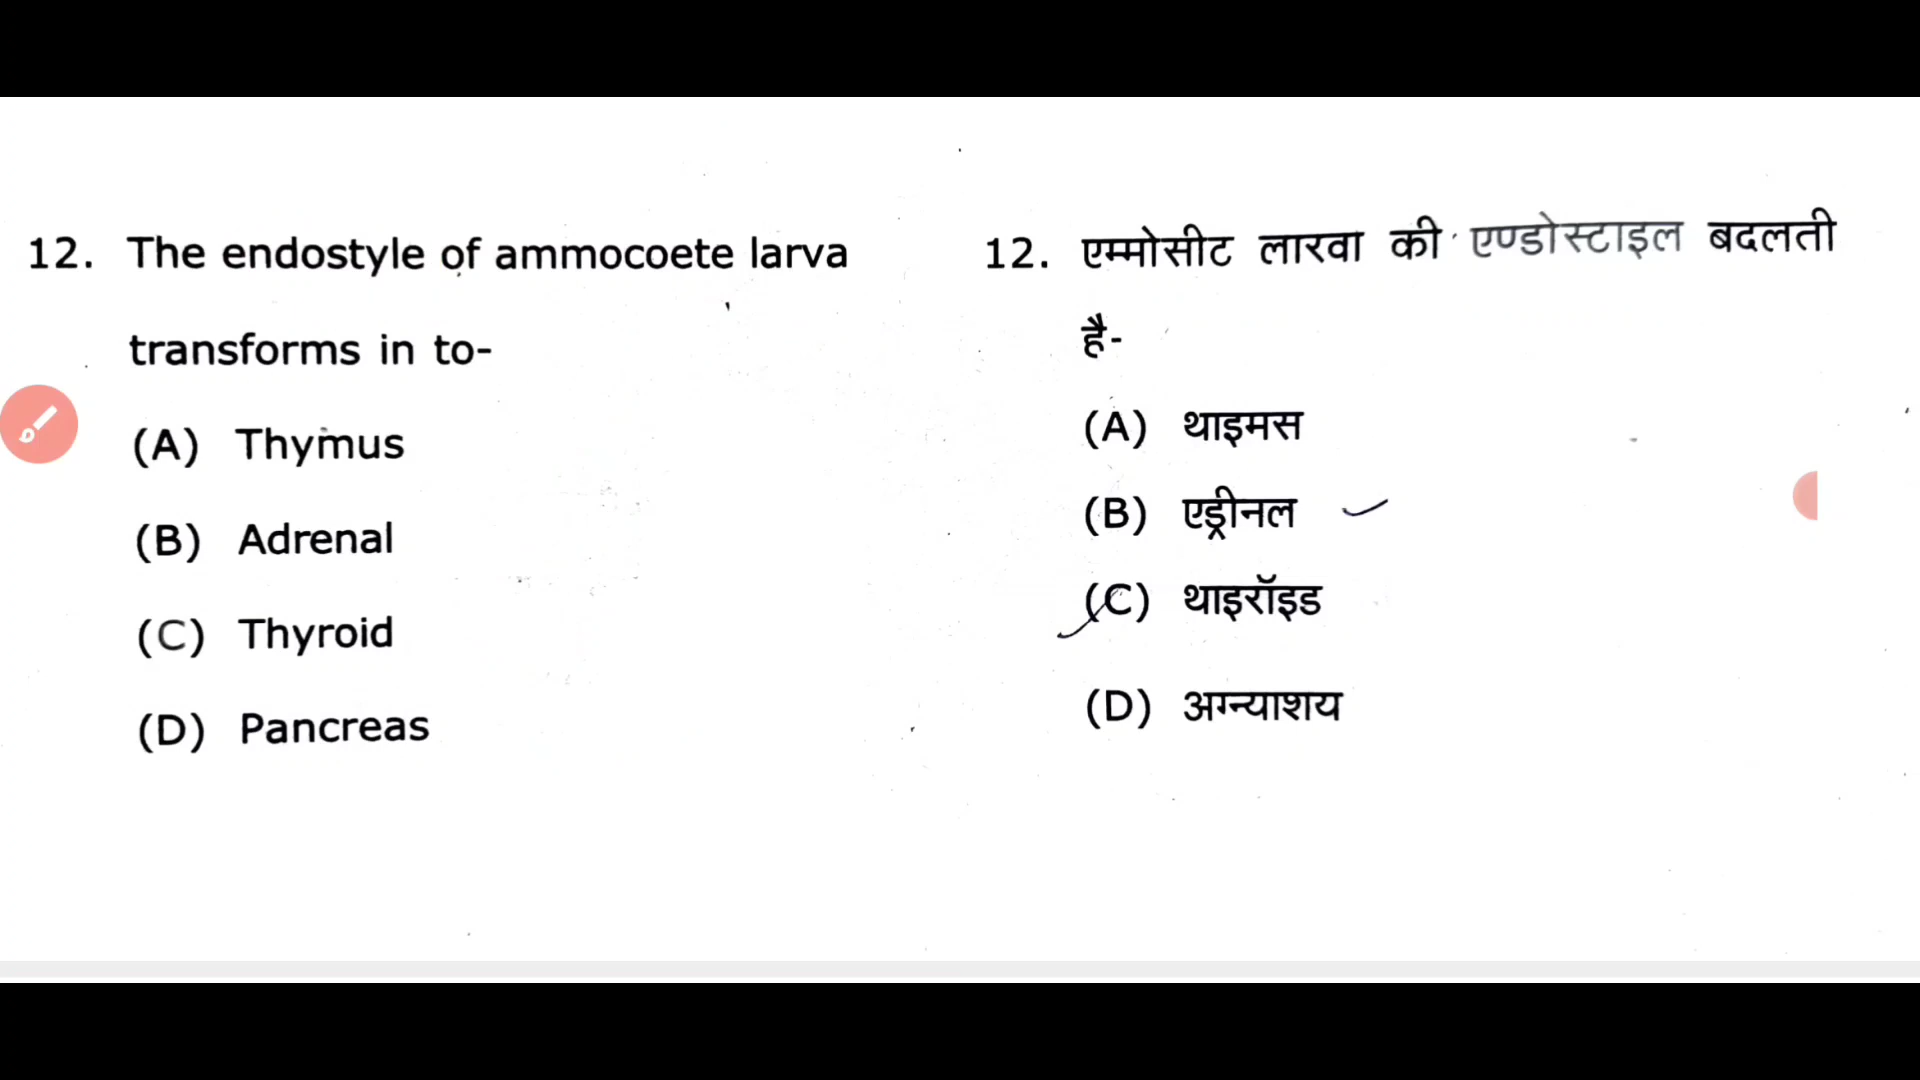 12. The endostyle of ammocoete larva
transforms in to-
(A) Thymus
(B) Adrenal
(C) Thyroid
(D) Pancreas
12. एम्मोसीट लारवा की एण्डोस्टाइल बदलती
है-
(A) थाइमस
(B) एड्रीनल
(C) थाइरॉइड
(D) अग्न्याशय